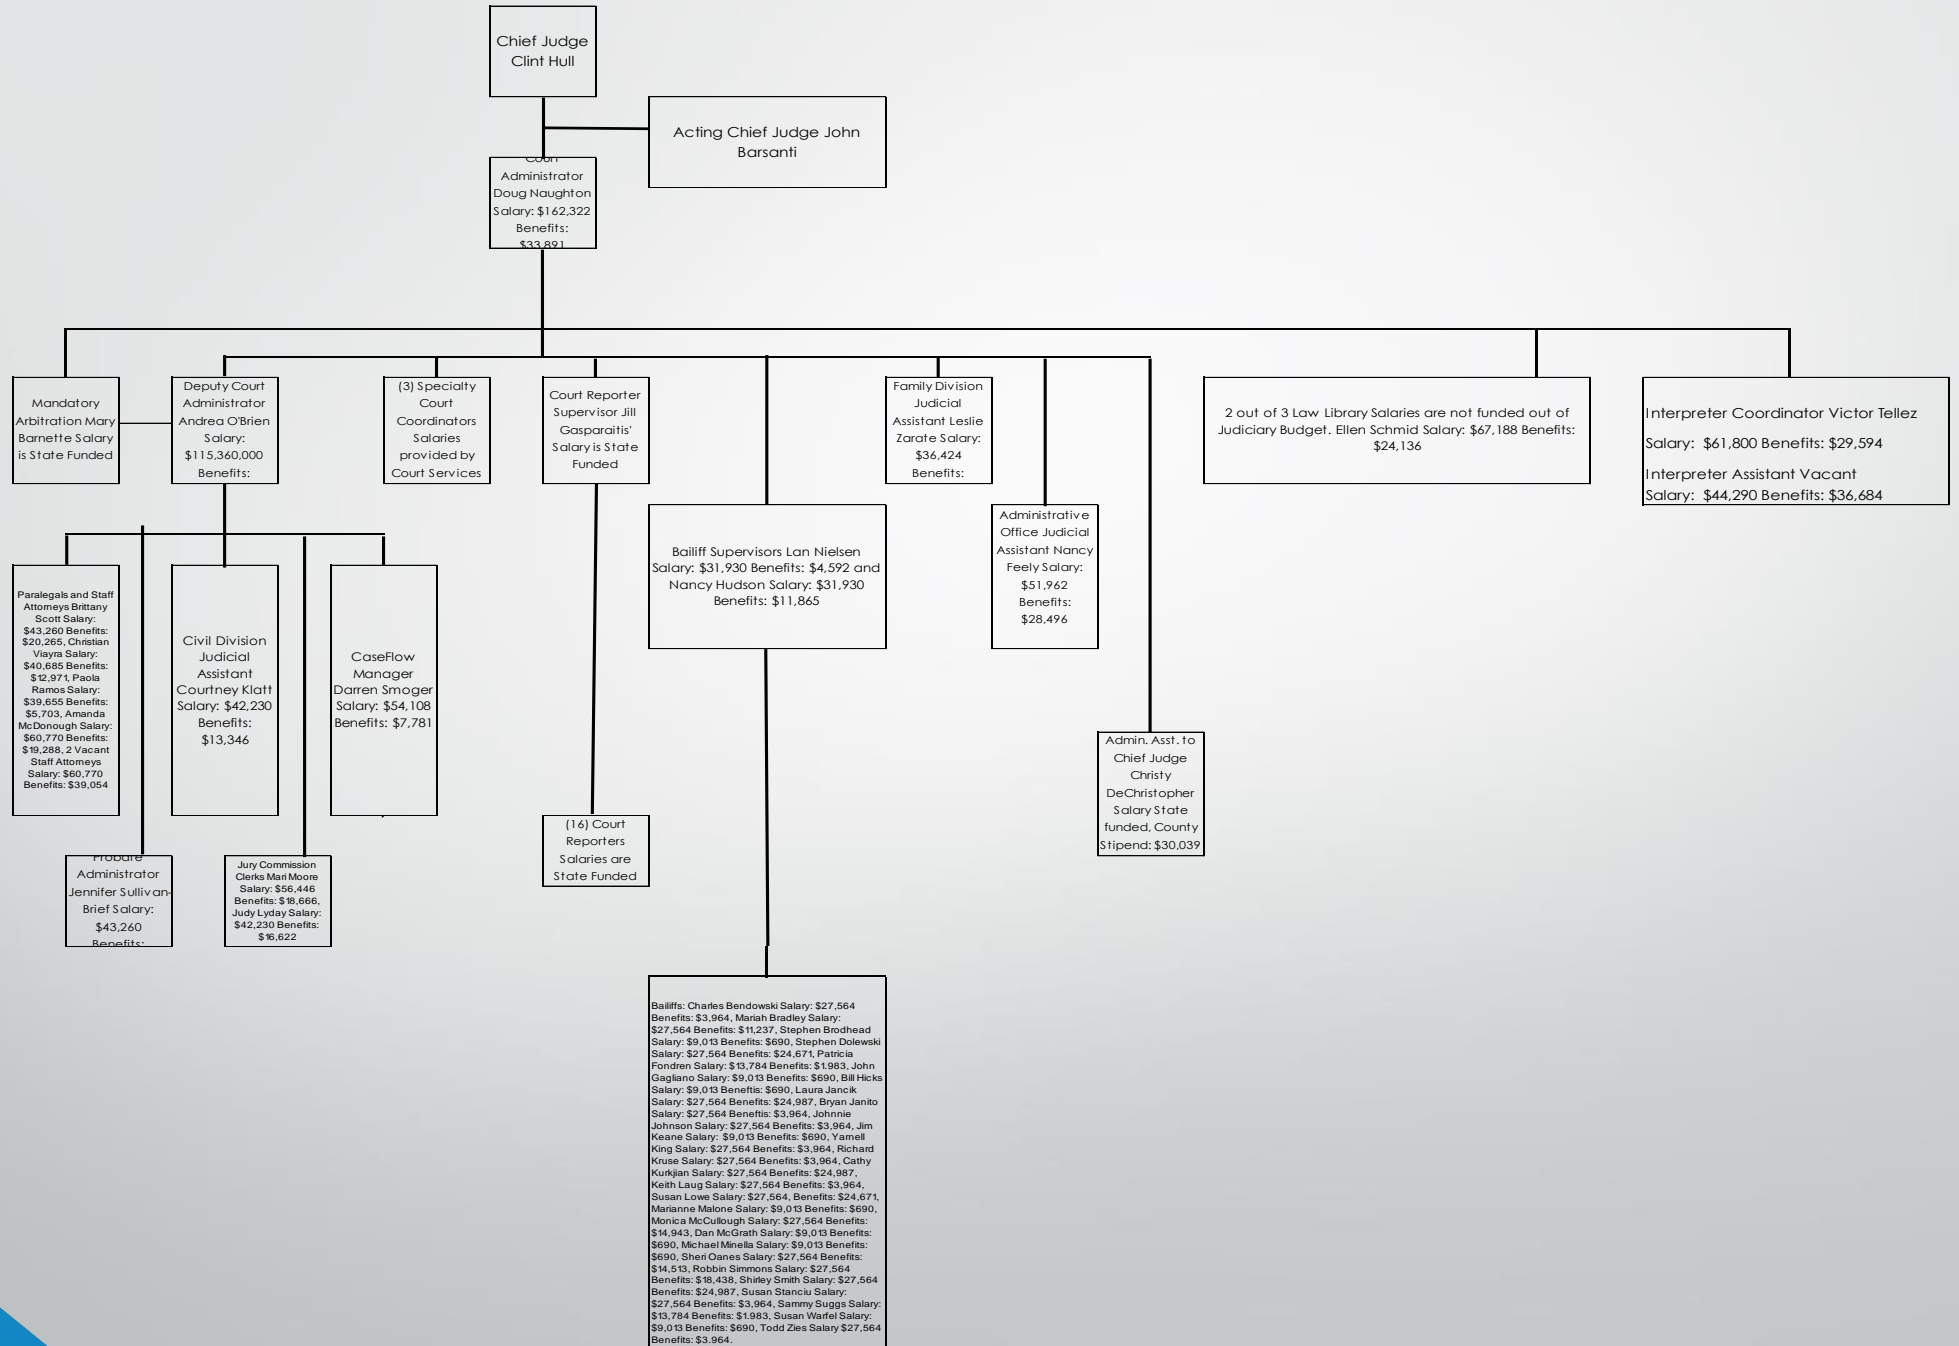 Chief Judge
Clint Hull
Acting Chief Judge John
Barsanti
Court
Administrator
Doug Naughton
Salary: $162,322
Benefits:
$33,891
Mandatory
Arbitration Mary
Barnette Salary
is State Funded
Deputy Court
Administrator
Andrea O'Brien
Salary:
$115,360,000
Benefits:
(3) Specialty
Court
Coordinators
Salaries
provided by
Court Services
Court Reporter
Supervisor Jill
Gasparaitis'
Salary is State
Funded
Family Division
Judicial
Assistant Leslie
Zarate Salary:
$36,424
Benefits:
2 out of 3 Law Library Salaries are not funded out of
Judiciary Budget. Ellen Schmid Salary: $67,188 Benefits:
$24,136
Interpreter Coordinator Victor Tellez
Salary: $61,800 Benefits: $29,594
Interpreter Assistant Vacant
Salary: $44,290 Benefits: $36,684
Bailiff Supervisors Lan Nielsen
Salary: $31,930 Benefits: $4,592 and
Nancy Hudson Salary: $31,930
Benefits: $11,865
Administrative
Office Judicial
Assistant Nancy
Feely Salary:
$51,962
Benefits:
$28,496
Paralegals and Staff
Attorneys Brittany
Scott Salary:
$43,260 Benefits:
$20,265, Christian
Viayra Salary:
$40,685 Benefits:
$12,971, Paola
Ramos Salary:
$39,655 Benefits:
$5,703, Amanda
McDonough Salary:
$60,770 Benefits:
$19,288, 2 Vacant
Staff Attorneys
Salary: $60,770
Benefits: $39,054
Civil Division
Judicial
Assistant
Courtney Klatt
Salary: $42,230
Benefits:
$13,346
CaseFlow
Manager
Darren Smoger
Salary: $54,108
Benefits: $7,781
Admin. Asst. to
Chief Judge
Christy
DeChristopher
Salary State
funded, County
Stipend: $30,039
(16) Court
Reporters
Salaries are
State Funded
Probate
Administrator
Jennifer Sullivan-
Brief Salary:
$43,260
Benefits:
Jury Commission
Clerks Mari Moore
Salary: $56,446
Benefits: $18,666,
Judy Lyday Salary:
$42,230 Benefits:
$16,622
Bailiffs: Charles Bendowski Salary: $27,564
Benefits: $3,964, Mariah Bradley Salary:
$27,564 Benefits: $11,237, Stephen Brodhead
Salary: $9,013 Benefits: $690, Stephen Dolewski
Salary: $27,564 Benefits: $24,671, Patricia
Fondren Salary: $13,784 Benefits: $1.983, John
Gagliano Salary: $9,013 Benefits: $690, Bill Hicks
Salary: $9,013 Beneftis: $690, Laura Jancik
Salary: $27,564 Benefits: $24,987, Bryan Janito
Salary: $27,564 Beneftis: $3,964, Johnnie
Johnson Salary: $27,564 Benefits: $3,964, Jim
Keane Salary: $9,013 Benefits: $690, Yarnell
King Salary: $27,564 Benefits: $3,964, Richard
Kruse Salary: $27,564 Benefits: $3,964, Cathy
Kurkjian Salary: $27,564 Benefits: $24,987,
Keith Laug Salary: $27,564 Benefits: $3,964,
Susan Lowe Salary: $27,564, Benefits: $24,671,
Marianne Malone Salary: $9,013 Benefits: $690,
Monica McCullough Salary: $27,564 Benefits:
$14,943, Dan McGrath Salary: $9,013 Benefits:
$690, Michael Minella Salary: $9,013 Benefits:
$690, Sheri Oanes Salary: $27,564 Benefits:
$14,513, Robbin Simmons Salary: $27,564
Benefits: $18,438, Shirley Smith Salary: $27,564
Benefits: $24,987, Susan Stanciu Salary:
$27,564 Benefits: $3,964, Sammy Suggs Salary:
$13,784 Benefits: $1.983, Susan Warfel Salary:
$9,013 Benefits: $690, Todd Zies Salary $27,564
Benefits: $3.964.